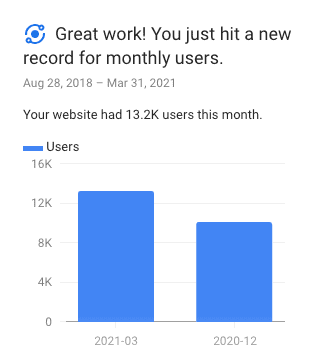 Great work! You just hit a new
record for monthly users.
Aug 28, 2018 – Mar 31, 2021
Your website had 13.2K users this month.
Users
16K
12K
8K
4K
0
2021-03 2020-12